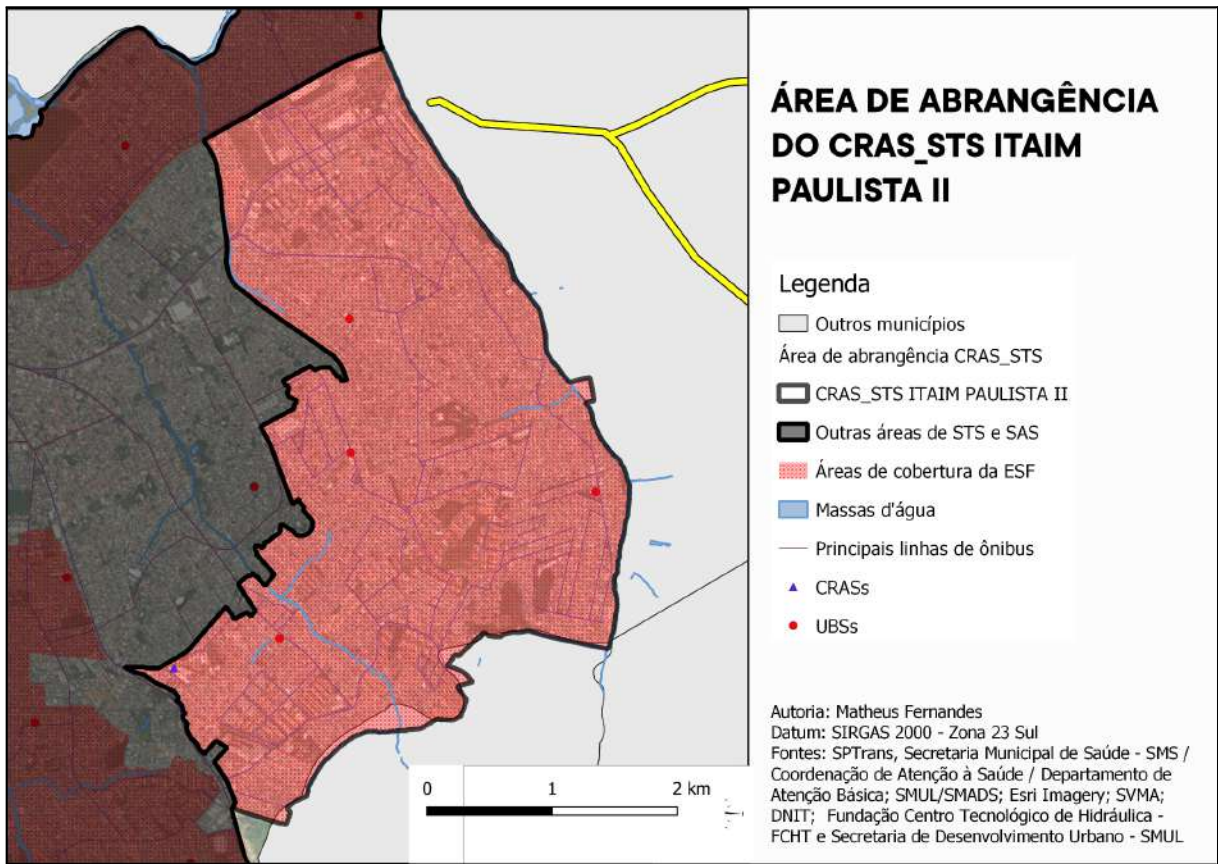 ÁREA DE ABRANGÊNCIA
DO CRAS_STS ITAIM
PAULISTA II
Legenda
Outros municípios
Área de abrangência CRAS_STS
CRAS_STS ITAIM PAULISTA II
Outras áreas de STS e SAS
Áreas de cobertura da ESF
Massas d'água
Principais linhas de ônibus
CRASs
UBSs
Autoria: Matheus Fernandes
Datum: SIRGAS 2000 - Zona 23 Sul
Fontes: SPTrans, Secretaria Municipal de Saúde - SMS /
Coordenação de Atenção à Saúde / Departamento de
Atenção Básica; SMUL/SMADS; Esri Imagery; SVMA;
DNIT; Fundação Centro Tecnológico de Hidráulica -
FCHT e Secretaria de Desenvolvimento Urbano - SMUL
0 1 2 km